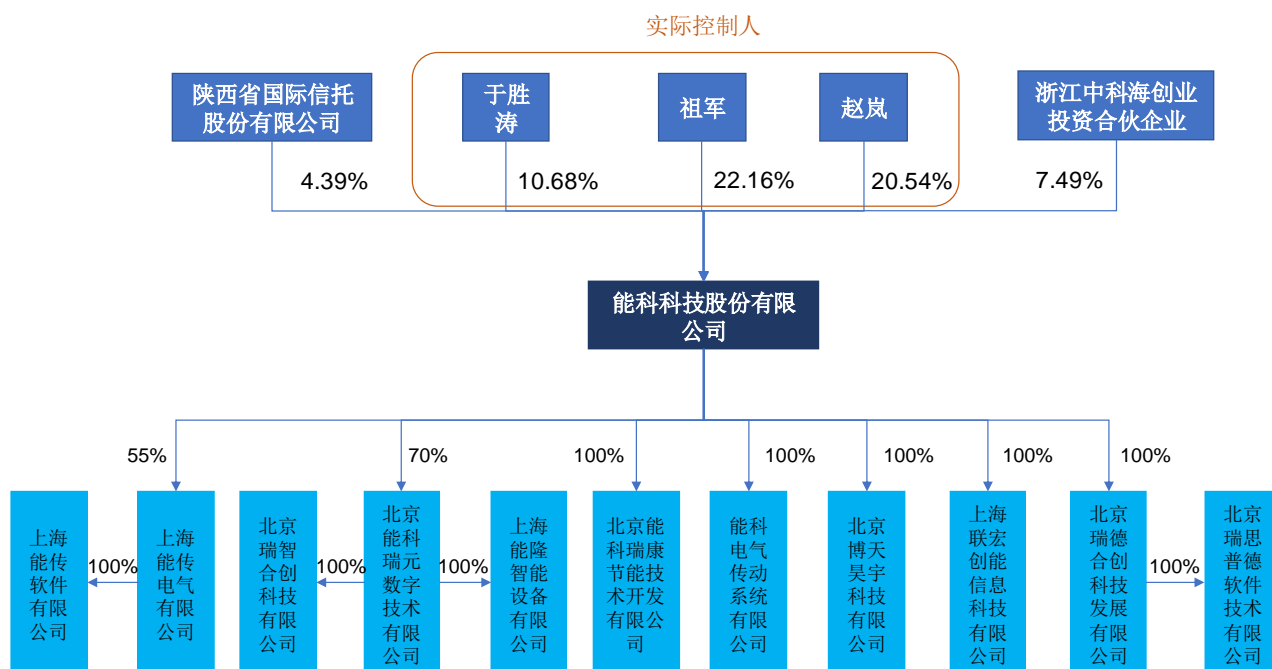 实际控制人
陕西省国际信托
股份有限公司
于胜
涛
祖军
赵岚
浙江中科海创业
投资合伙企业
4.39%
10.68%
22.16%
20.54%
7.49%
能科科技股份有限
公司
55%
70%
100%
100%
100%
100%
100%
上海
能传
软件
有限
公司
100%
上海
能传
电气
有限
公司
北京
瑞智
合创
科技
有限
公司
100%
北京
能科
瑞元
数字
技术
有限
公司
100%
上海
能隆
智能
设备
有限
公司
北京能
科瑞康
节能技
术开发
有限公
司
能科
电气
传动
系统
有限
公司
北京
博天
昊宇
科技
有限
公司
上海
联宏
创能
信息
科技
有限
公司
北京
瑞德
合创
科技
发展
有限
公司
100%
北京
瑞思
普德
软件
技术
有限
公司